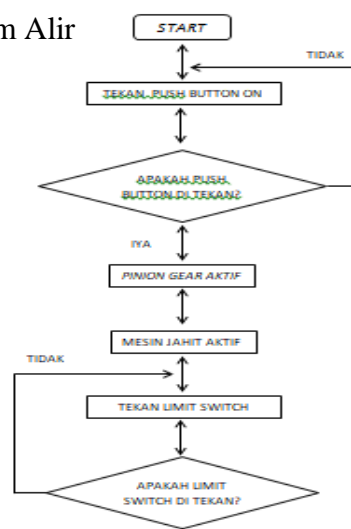 m Alir
START
TIDAK
TEKAN PUSH BUTTON ON
APAKAH PUSH
BUTTON DI TEKAN?
IYA
PINION GEAR AKTIF
MESIN JAHIT AKTIF
TIDAK
TEKAN LIMIT SWITCH
APAKAH LIMIT
SWITCH DI TEKAN?